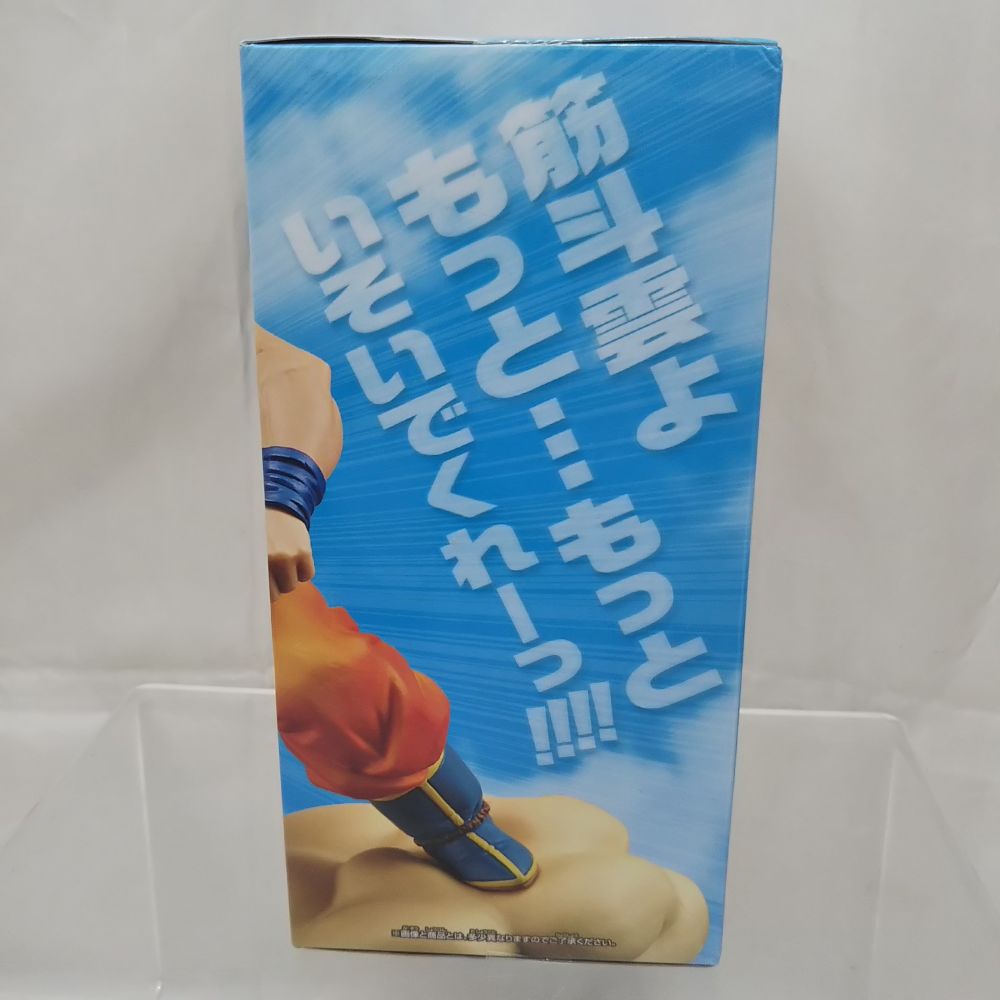 筋斗雲よ
もっと……もっと
いそいでくれーっ!!!!
※画像と商品とは、多少異なりますのでご了承ください。